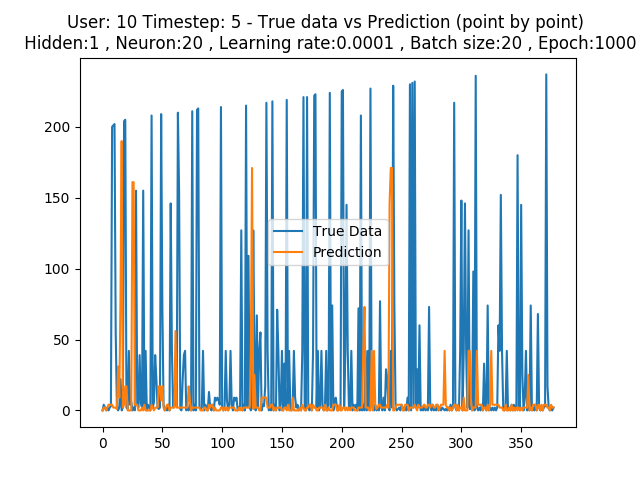 User: 10 Timestep: 5 - True data vs Prediction (point by point)
Hidden:1 , Neuron:20 , Learning rate:0.0001 , Batch size:20 , Epoch:1000
200
150
100
50
0
True Data
Prediction
0 50 100 150 200 250 300 350